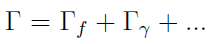 Γ = Γ_f + Γ_γ + ...